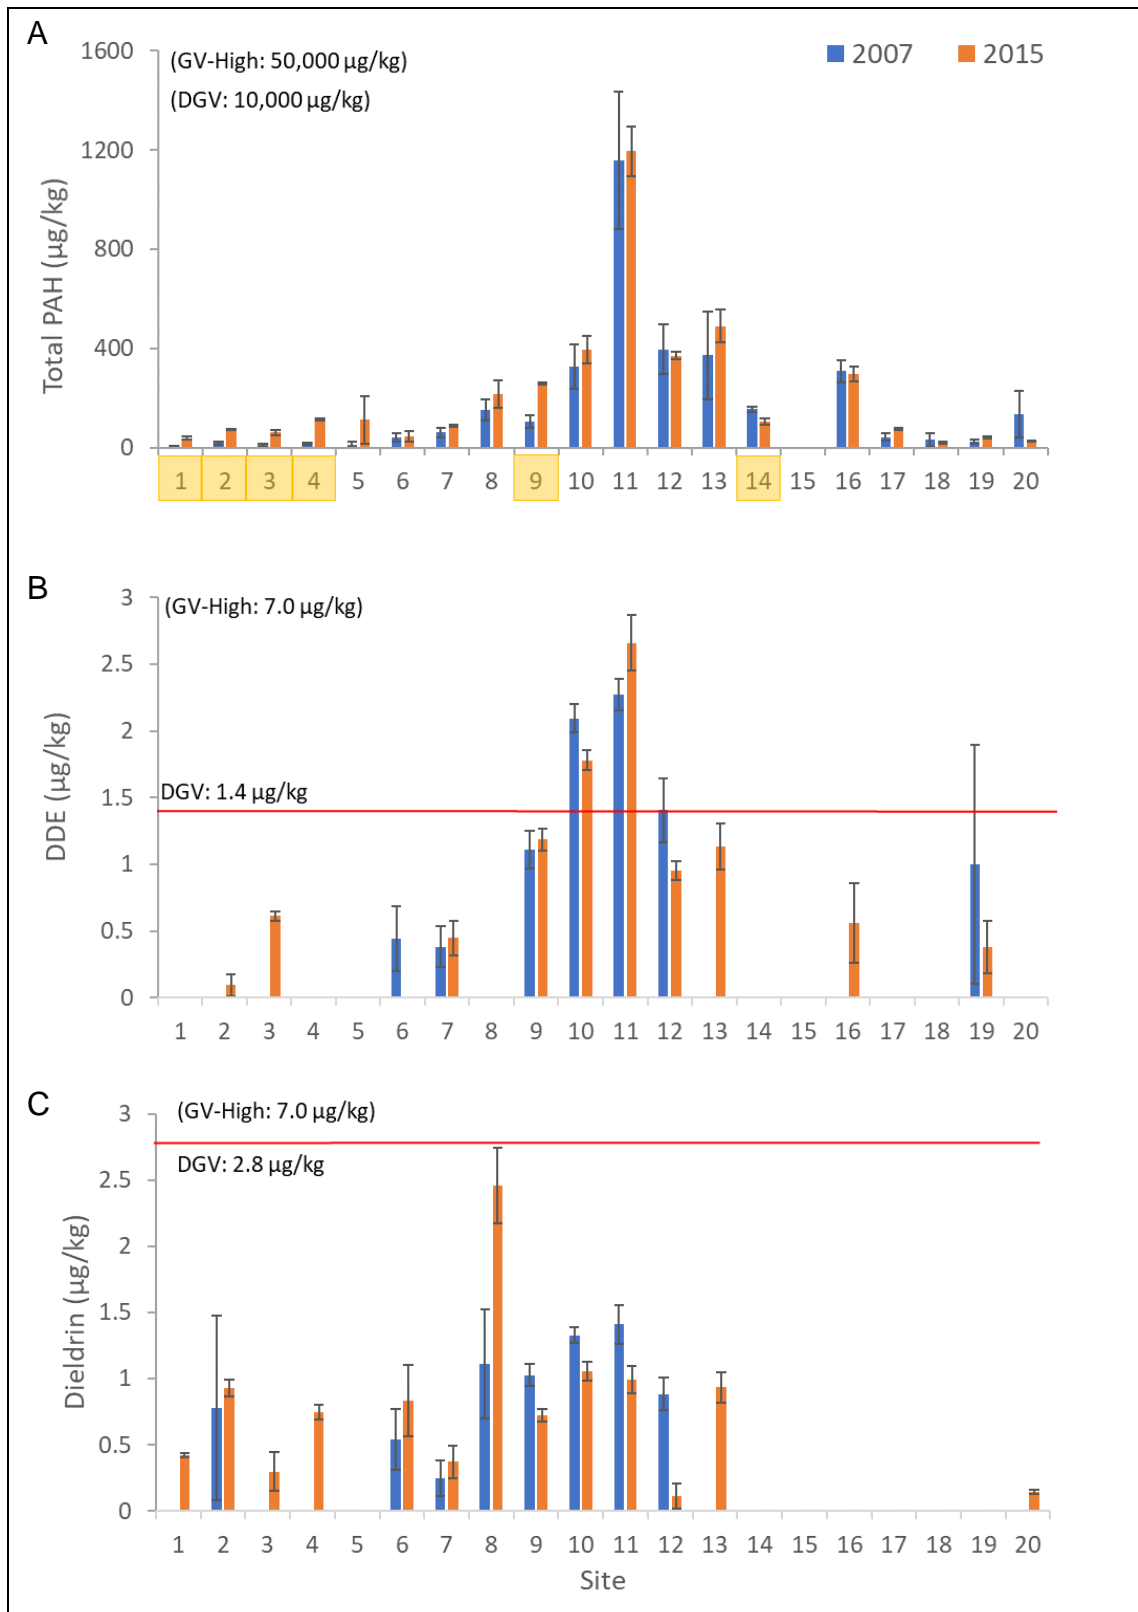 A
1600
(GV-High: 50,000 µg/kg)
2007
2015
(DGV: 10,000 µg/kg)
1200
800
400
0
Total PAH (µg/kg)
1 2 3 4 5 6 7 8 9 10 11 12 13 14 15 16 17 18 19 20
B
3
(GV-High: 7.0 µg/kg)
2.5
2
1.5
DGV: 1.4 µg/kg
1
0.5
0
DDE (µg/kg)
1 2 3 4 5 6 7 8 9 10 11 12 13 14 15 16 17 18 19 20
C
3
(GV-High: 7.0 µg/kg)
DGV: 2.8 µg/kg
2.5
2
1.5
1
0.5
0
Dieldrin (µg/kg)
1 2 3 4 5 6 7 8 9 10 11 12 13 14 15 16 17 18 19 20
Site